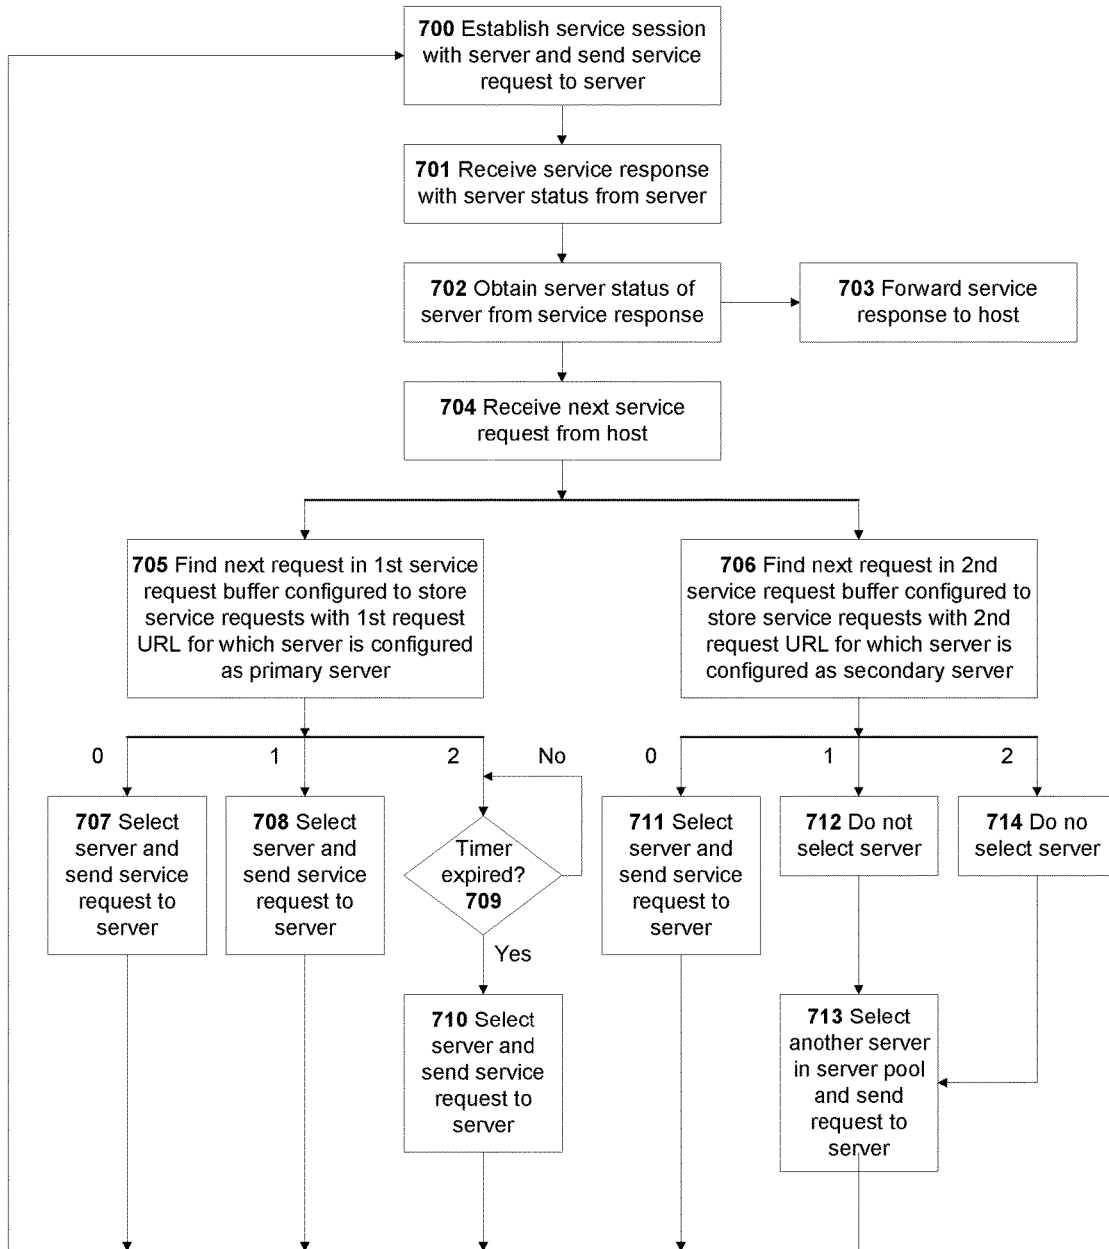 700 Establish service session
with server and send service
request to server
701 Receive service response
with server status from server
702 Obtain server status of
server from service response
703 Forward service
response to host
704 Receive next service
request from host
705 Find next request in 1st service
request buffer configured to store
service requests with 1st request
URL for which server is configured
as primary server
706 Find next request in 2nd
service request buffer configured to
store service requests with 2nd
request URL for which server is
configured as secondary server
0
1
2
No
0
1
2
707 Select
server and
send service
request to
server
708 Select
server and
send service
request to
server
Timer
expired?
709
Yes
711 Select
server and
send service
request to
server
712 Do not
select server
714 Do no
select server
710 Select
server and
send service
request to
server
713 Select
another server
in server pool
and send
request to
server